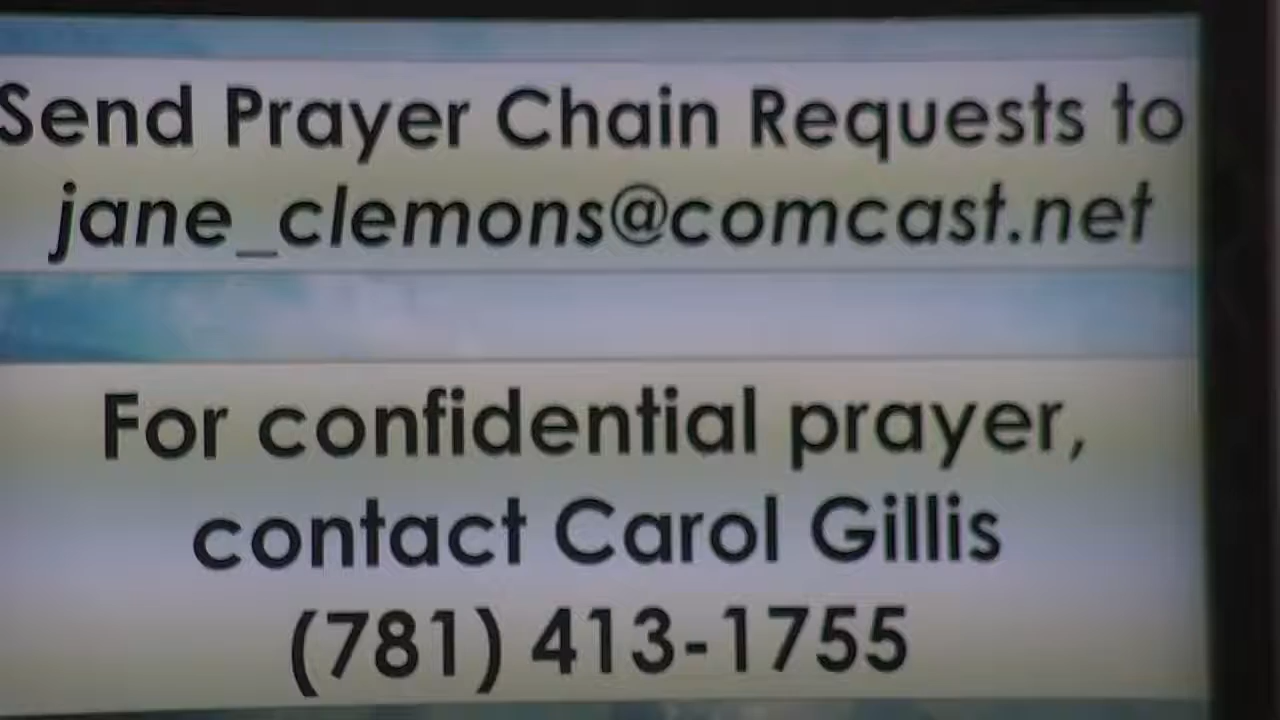 Send Prayer Chain Requests to
jane_clemons@comcast.net
For confidential prayer,
contact Carol Gillis
(781) 413-1755